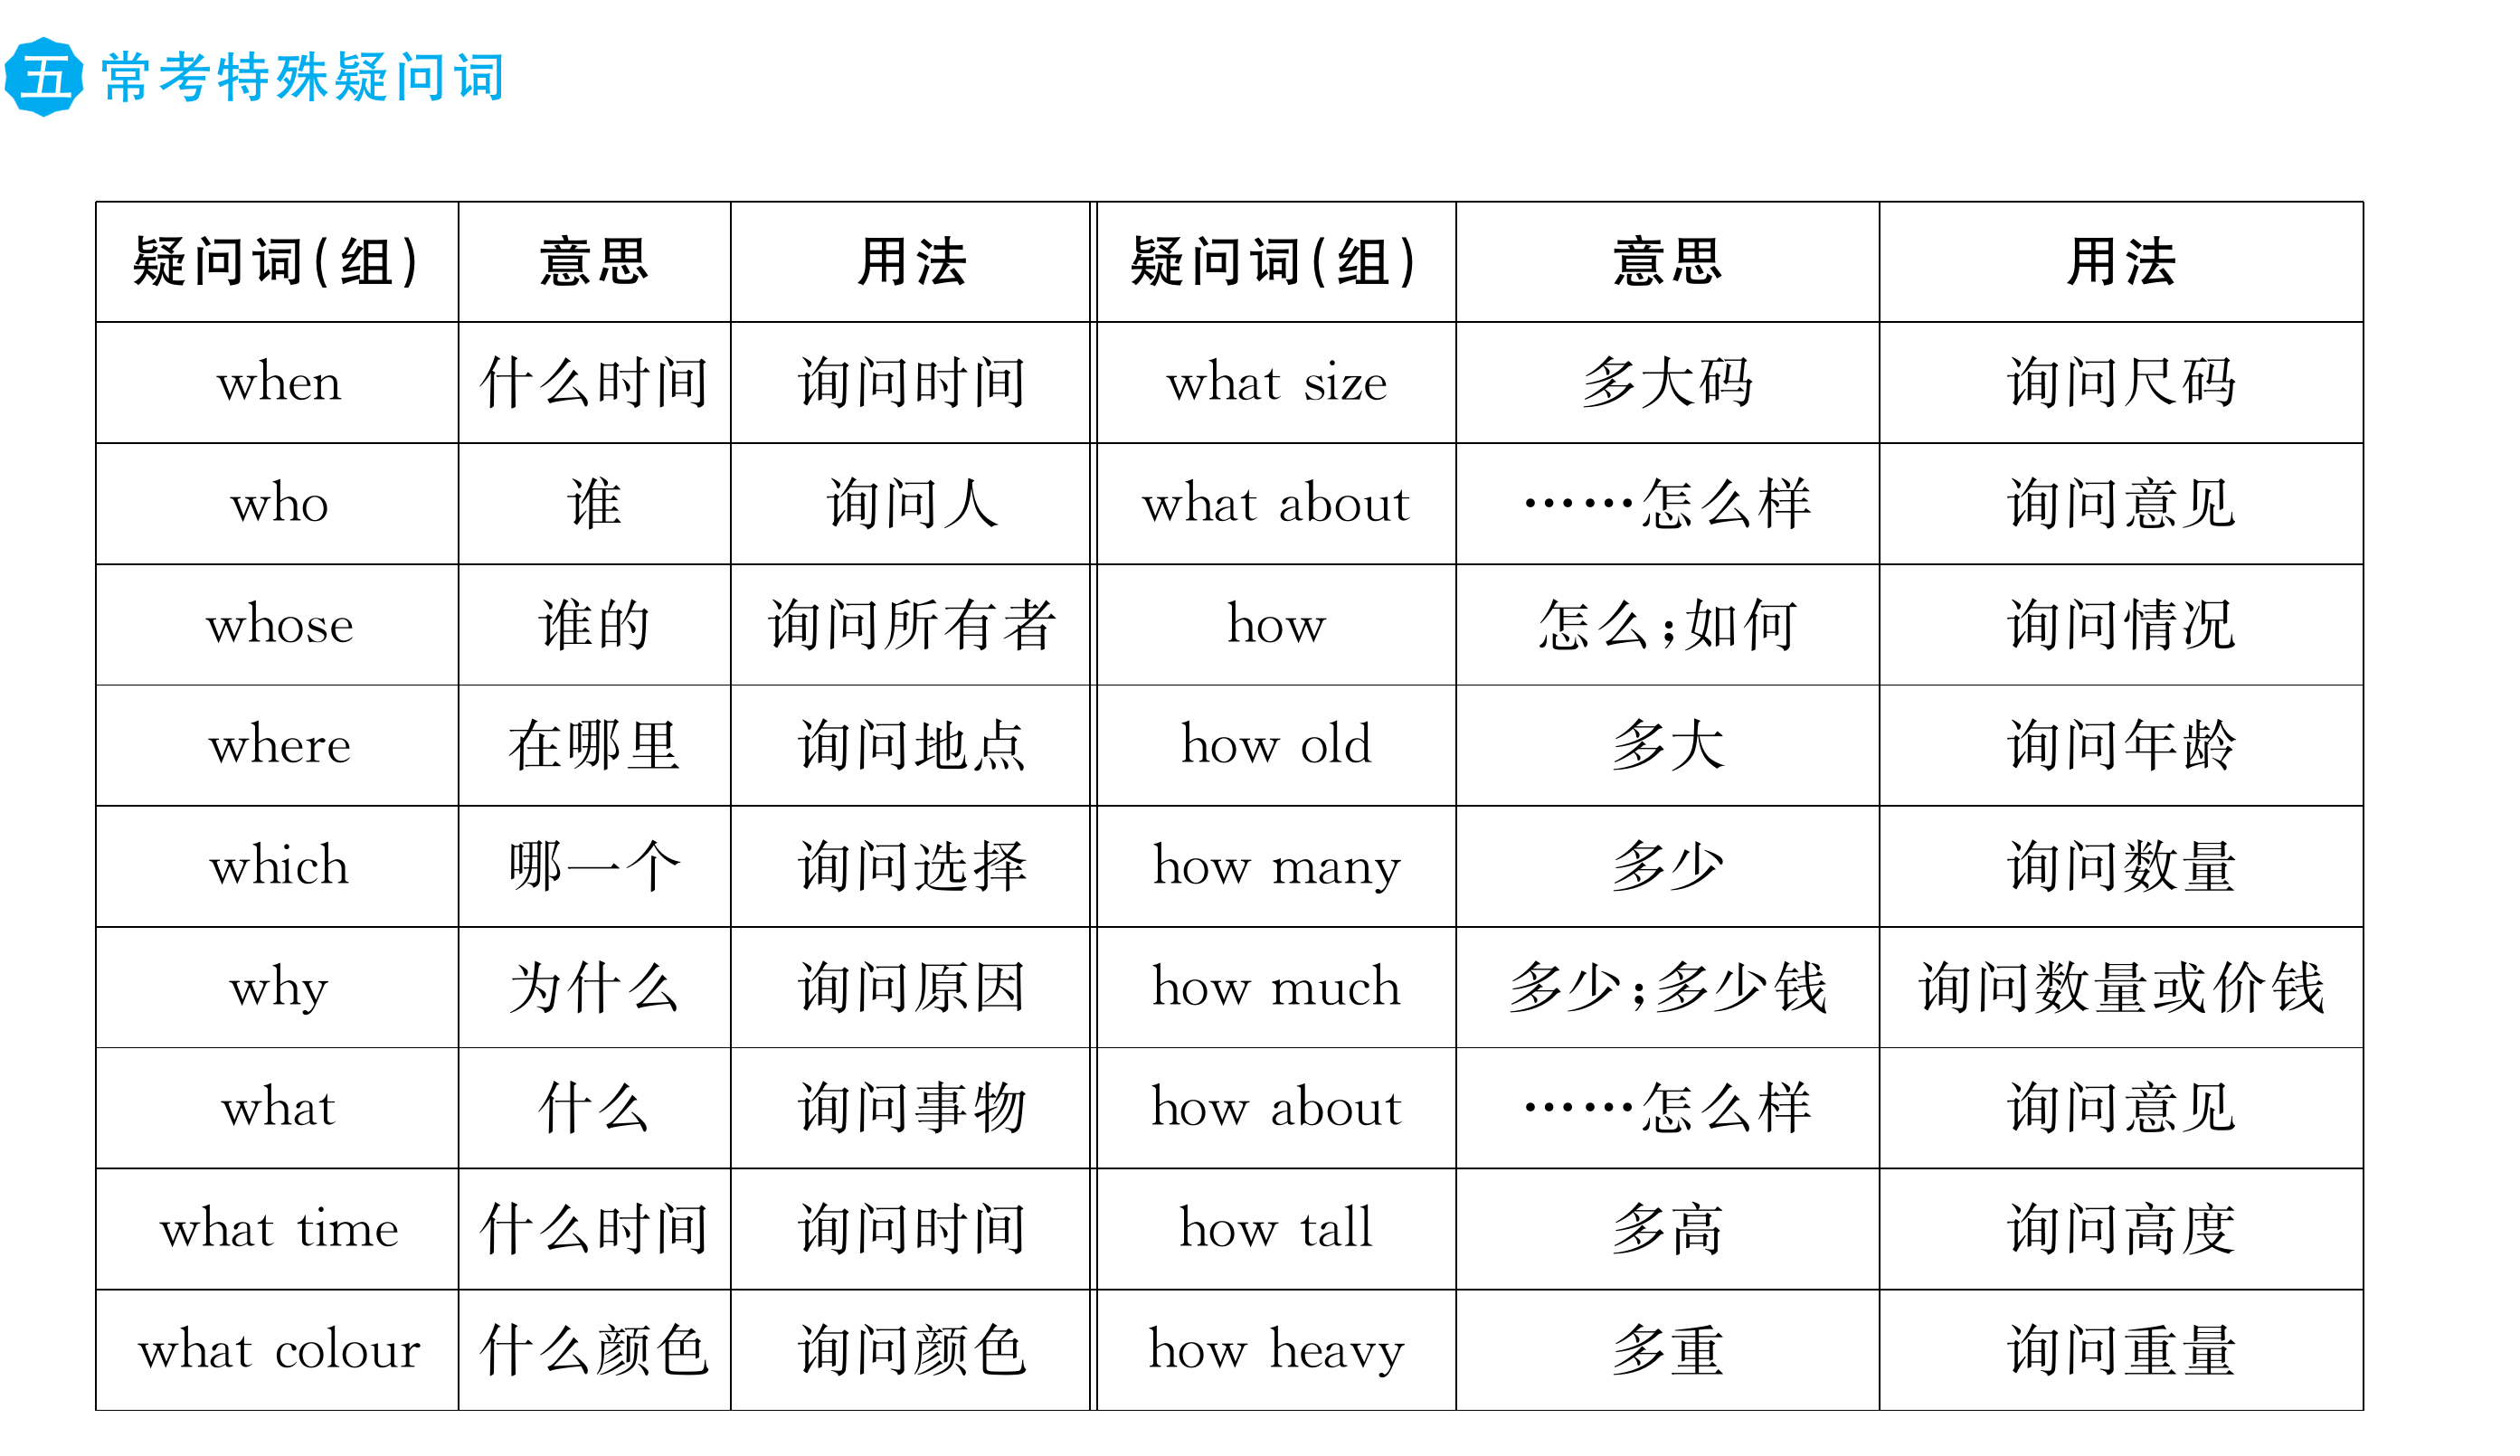 五 常考特殊疑问词
疑问词(组) 意思 用法 疑问词(组) 意思 用法
when 什么时间 询问时间 what size 多大码 询问尺码
who 谁 询问人 what about ……怎么样 询问意见
whose 谁的 询问所有者 how 怎么;如何 询问情况
where 在哪里 询问地点 how old 多大 询问年龄
which 哪一个 询问选择 how many 多少 询问数量
why 为什么 询问原因 how much 多少;多少钱 询问数量或价钱
what 什么 询问事物 how about ……怎么样 询问意见
what time 什么时间 询问时间 how tall 多高 询问高度
what colour 什么颜色 询问颜色 how heavy 多重 询问重量